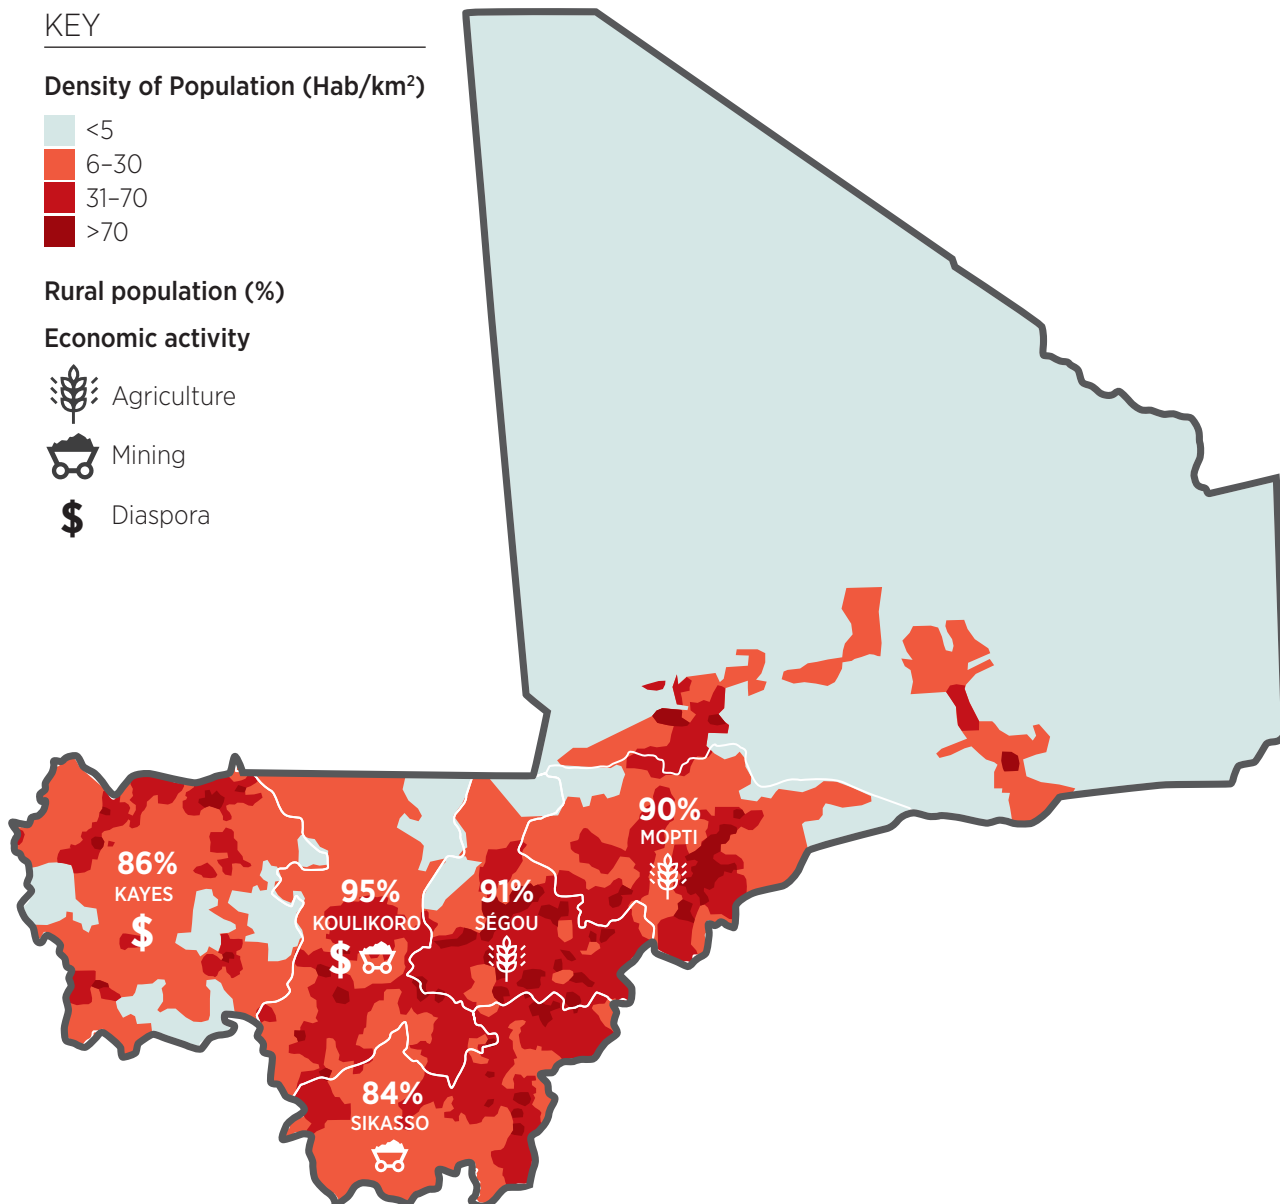 KEY
Density of Population (Hab/km²)
<5
6–30
31–70
>70
Rural population (%)
Economic activity
Agriculture
Mining
$ Diaspora
90%
MOPTI
86%
KAYES
$
95%
KOULIKORO
$
91%
SÉGOU
84%
SIKASSO